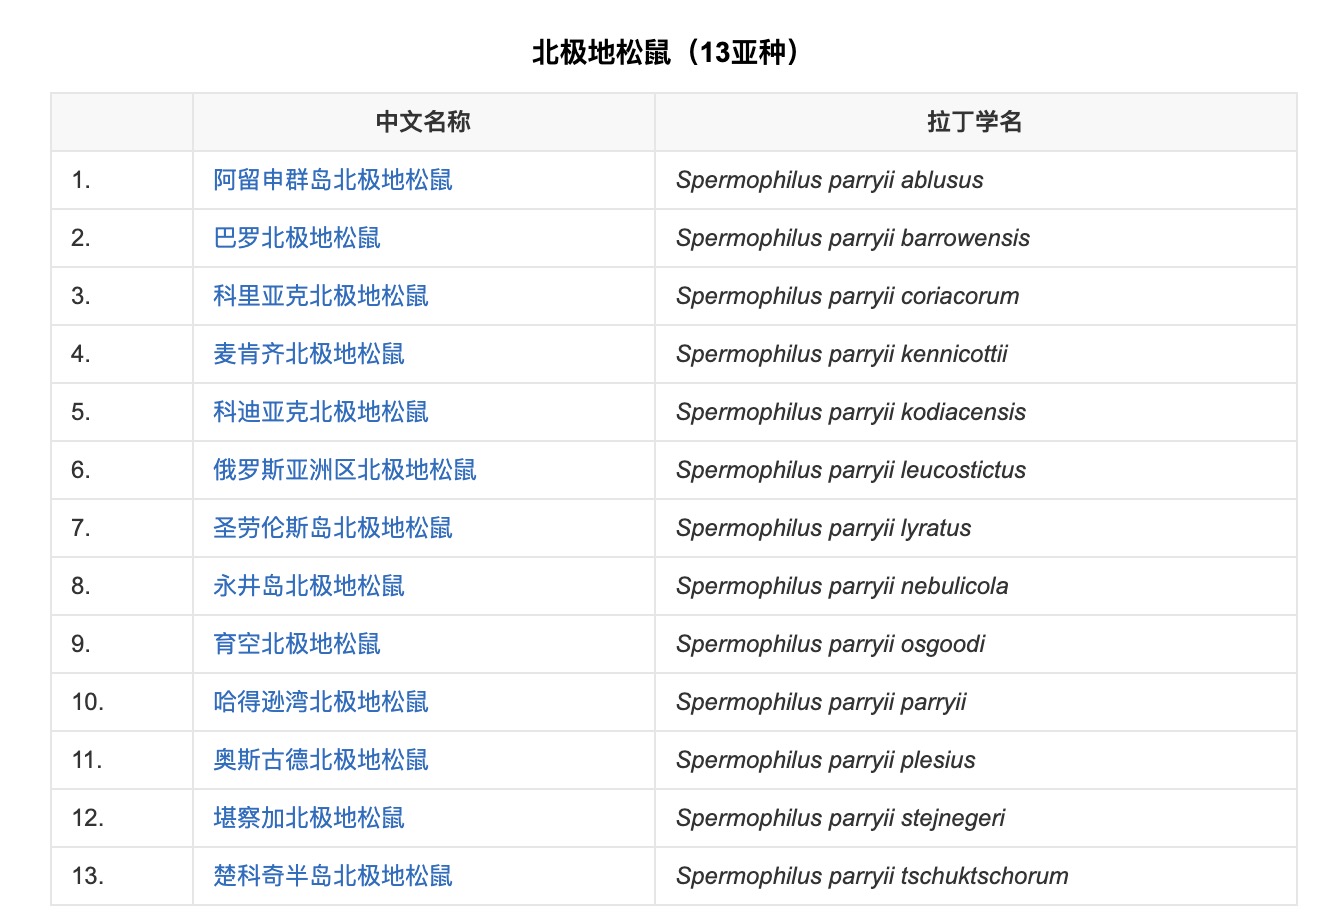 北极地松鼠（13亚种）
中文名称 拉丁学名
1. 阿留申群岛北极地松鼠 Spermophilus parryii ablusus
2. 巴罗北极地松鼠 Spermophilus parryii barrowensis
3. 科里亚克北极地松鼠 Spermophilus parryii coriacorum
4. 麦肯齐北极地松鼠 Spermophilus parryii kennicottii
5. 科迪亚克北极地松鼠 Spermophilus parryii kodiacensis
6. 俄罗斯亚洲区北极地松鼠 Spermophilus parryii leucostictus
7. 圣劳伦斯岛北极地松鼠 Spermophilus parryii lyratus
8. 永井岛北极地松鼠 Spermophilus parryii nebulicola
9. 育空北极地松鼠 Spermophilus parryii osgoodi
10. 哈得逊湾北极地松鼠 Spermophilus parryii parryii
11. 奥斯古德北极地松鼠 Spermophilus parryii plesius
12. 堪察加北极地松鼠 Spermophilus parryii stejnegeri
13. 楚科奇半岛北极地松鼠 Spermophilus parryii tschuktschorum